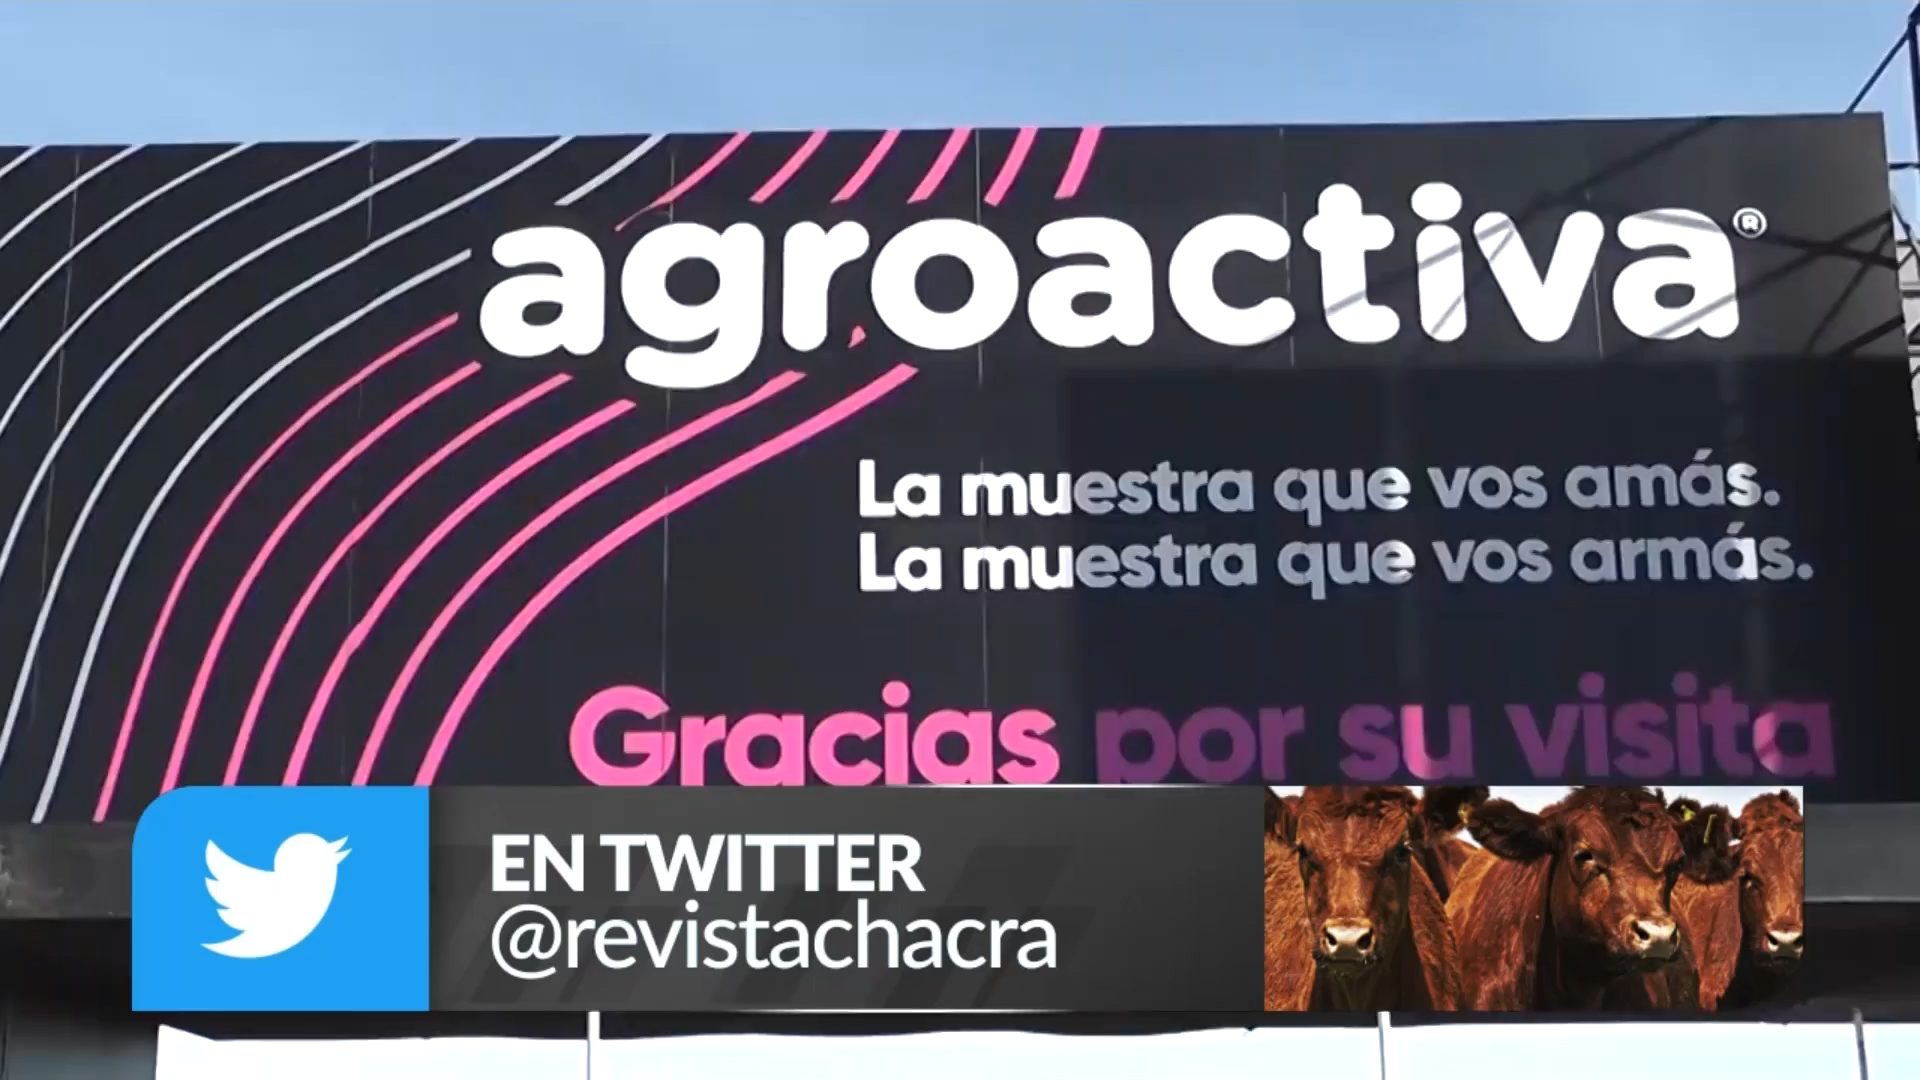 agroactiva®
La muestra que vos amás.
La muestra que vos armás.
Gracias por su visita
EN TWITTER
@revistachacra